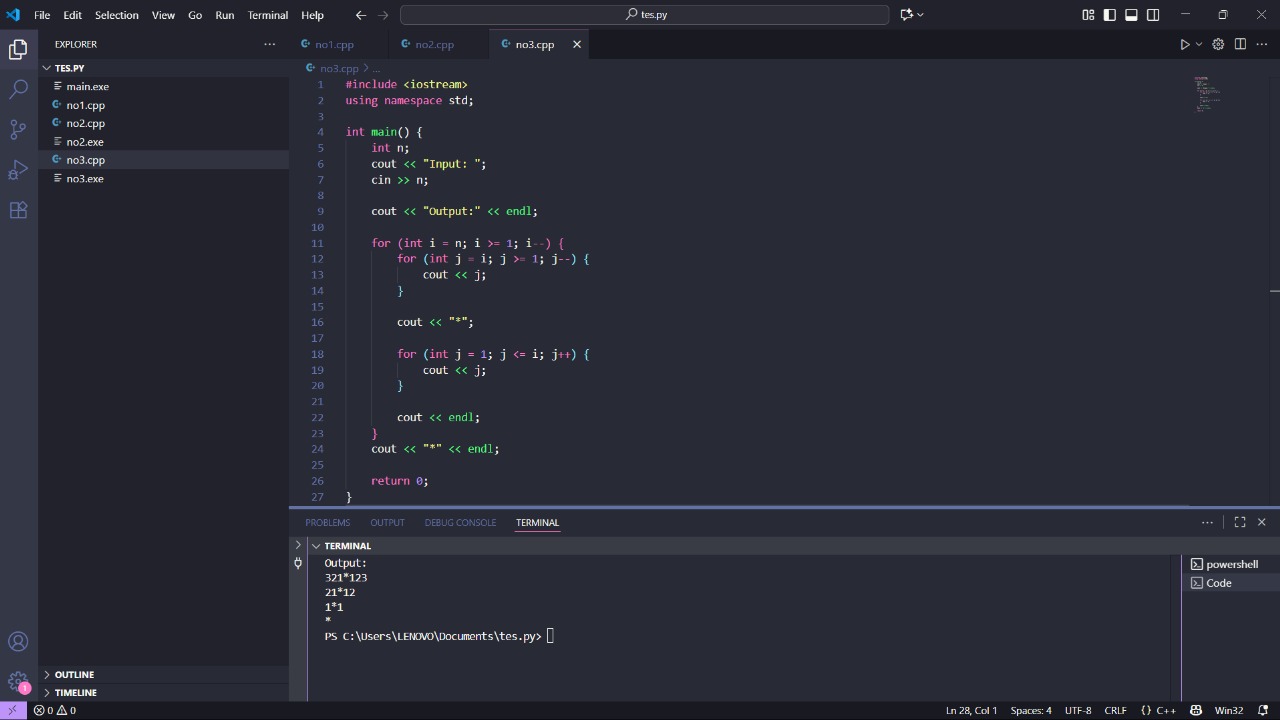 File Edit Selection View Go Run Terminal Help
tes.py
EXPLORER
TES.PY
main.exe
no1.cpp
no2.cpp
no2.exe
no3.cpp
no3.exe
OUTLINE
TIMELINE
no1.cpp no2.cpp no3.cpp
no3.cpp > ...
1 #include <iostream>
2 using namespace std;
3
4 int main() {
5     int n;
6     cout << "Input: ";
7     cin >> n;
8
9     cout << "Output:" << endl;
10
11     for (int i = n; i >= 1; i--) {
12         for (int j = i; j >= 1; j--) {
13             cout << j;
14         }
15
16         cout << "*";
17
18         for (int j = 1; j <= i; j++) {
19             cout << j;
20         }
21
22         cout << endl;
23     }
24     cout << "*" << endl;
25
26     return 0;
27 }
PROBLEMS OUTPUT DEBUG CONSOLE TERMINAL
TERMINAL
Output:
321*123
21*12
1*1
*
PS C:\Users\LENOVO\Documents\tes.py>
powershell
Code
1
0 0 Ln 28, Col 1 Spaces: 4 UTF-8 CRLF {} C++ Win32